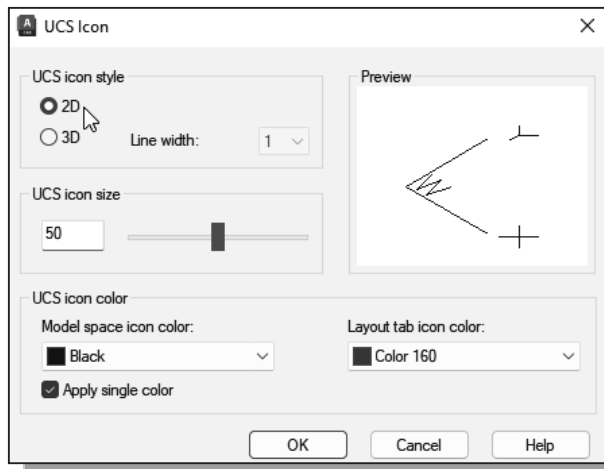 UCS Icon
UCS icon style
2D
3D
Line width:
1
Preview
UCS icon size
50
UCS icon color
Model space icon color:
Layout tab icon color:
Black
Color 160
Apply single color
OK
Cancel
Help